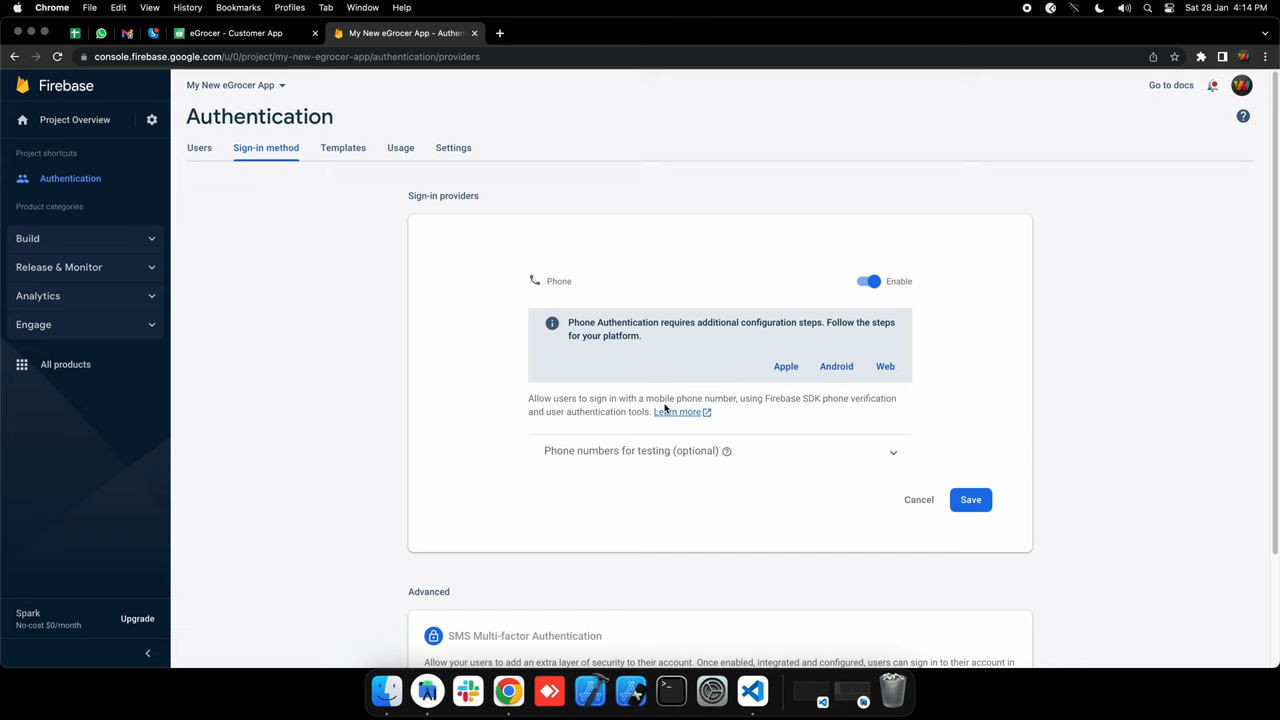 Chrome File Edit View History Bookmarks Profiles Tab Window Help Sat 28 Jan 4:14 PM
eGrocer - Customer App My New eGrocer App - Authen
console.firebase.google.com/u/0/project/my-new-egrocer-app/authentication/providers
Firebase
My New eGrocer App
Go to docs
Project Overview
Authentication
Project shortcuts
Authentication
Product categories
Build
Release & Monitor
Analytics
Engage
All products
Spark
No-cost $0/month
Upgrade
Users Sign-in method Templates Usage Settings
Sign-in providers
Phone
Enable
Phone Authentication requires additional configuration steps. Follow the steps
for your platform.
Apple Android Web
Allow users to sign in with a mobile phone number, using Firebase SDK phone verification
and user authentication tools. Learn more
Phone numbers for testing (optional)
Cancel Save
Advanced
SMS Multi-factor Authentication
Allow your users to add an extra layer of security to their account. Once enabled, integrated and configured, users can sign in to their account in